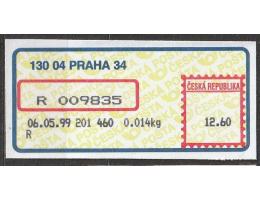 130 04 PRAHA 34
ČESKÁ REPUBLIKA
R 009835
12.60
06.05.99 201 460 0.014kg
R